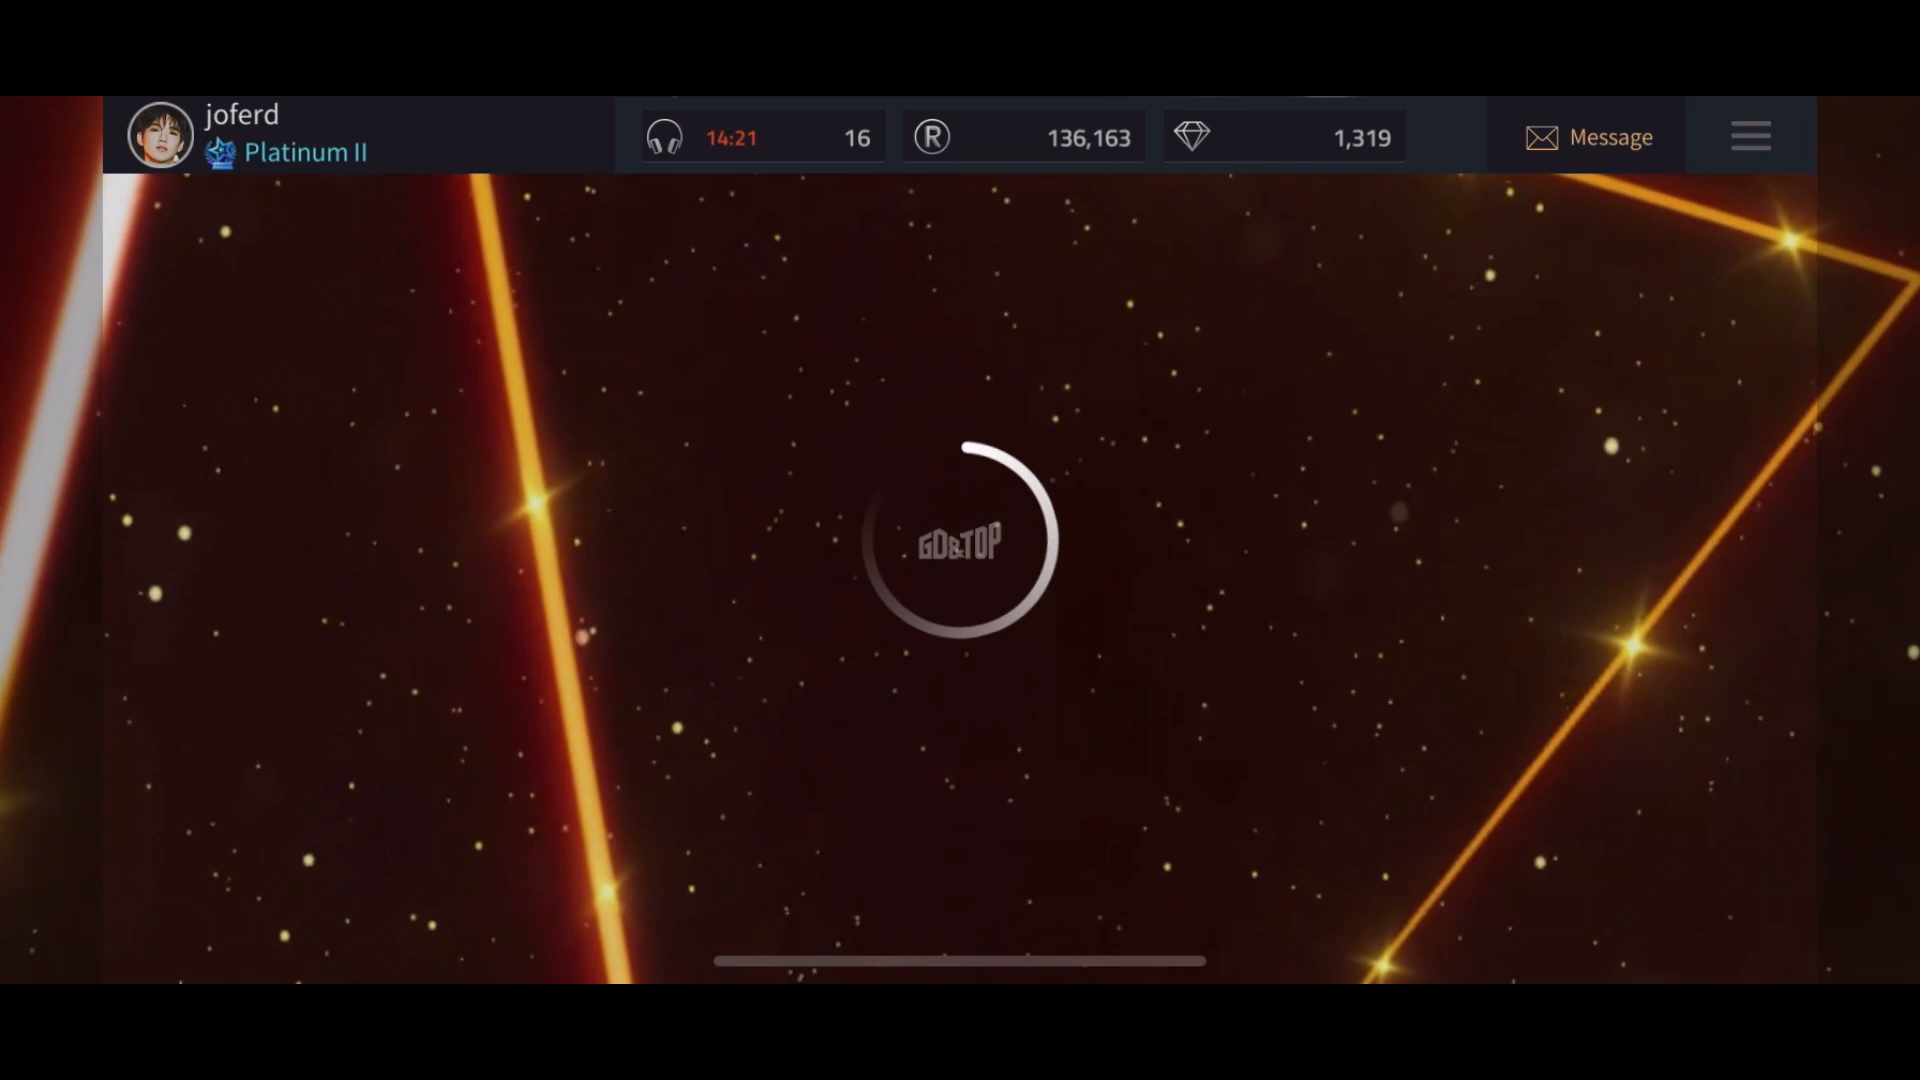 joferd
Platinum II
14:21
16
R
136,163
1,319
Message
GD&TOP